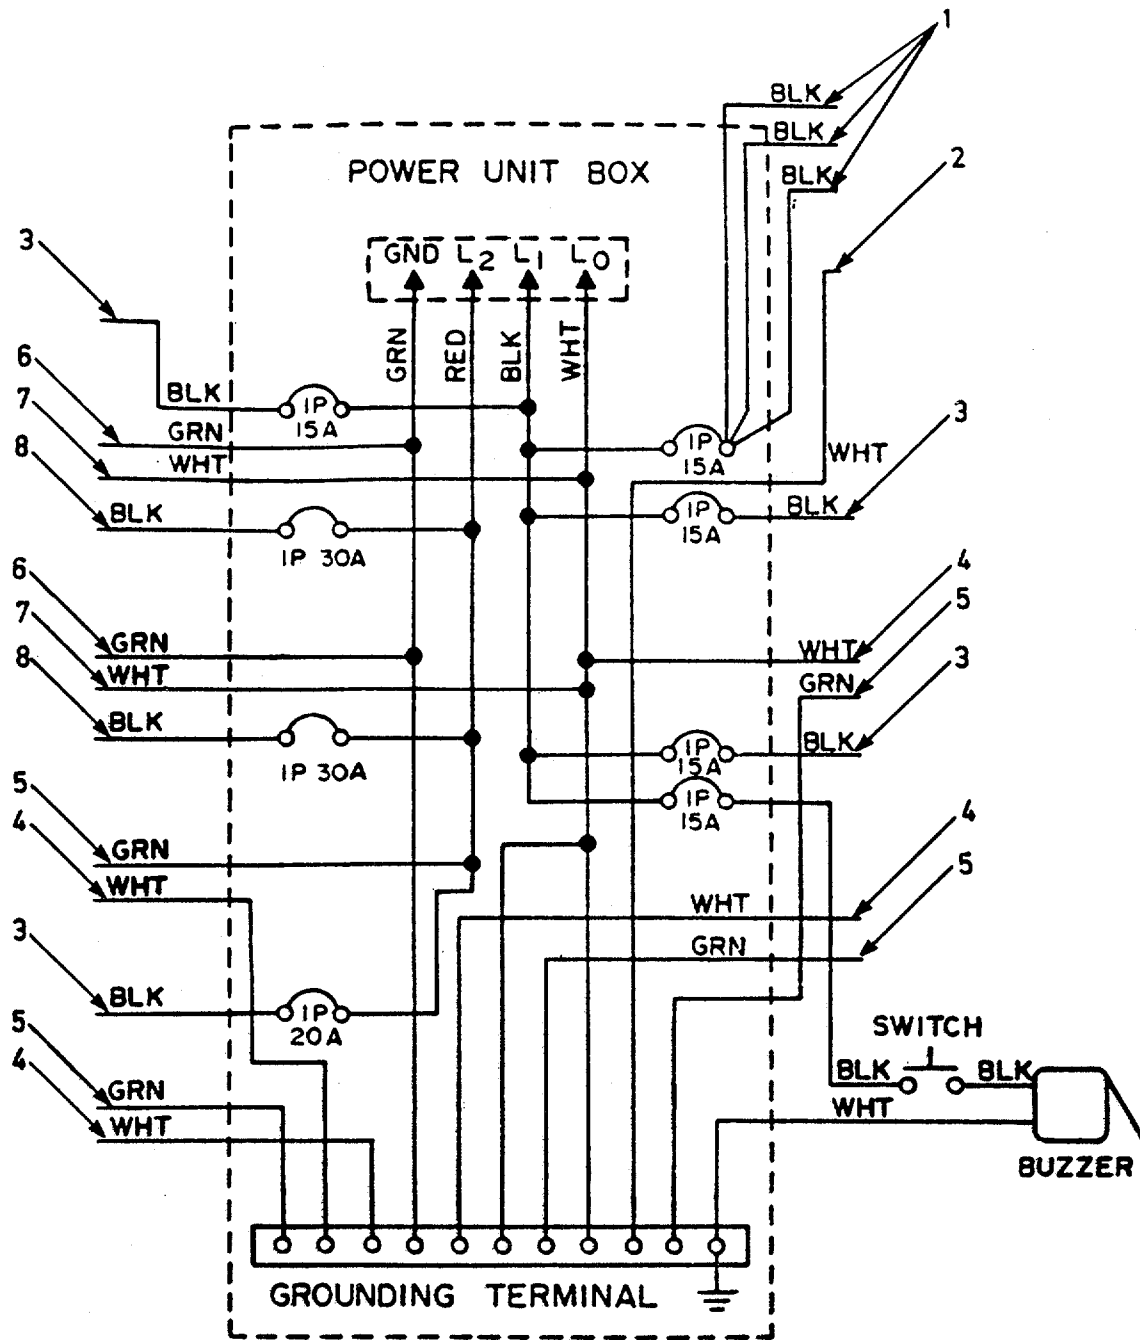 1
BLK
BLK
POWER UNIT BOX
BLK
2
3
GND L2 L1 L0
GRN
RED
BLK
WHT
6
7
BLK
1P
15A
3
GRN
1P
15A
WHT
8
WHT
BLK
1P 30A
1P
15A
BLK
6
4
7
5
GRN
WHT
8
3
WHT
GRN
BLK
1P
15A
BLK
1P 30A
1P
15A
5
4
4
GRN
5
WHT
WHT
3
GRN
BLK
1P
20A
5
SWITCH
4
BLK
BLK
GRN
WHT
WHT
BUZZER
GROUNDING TERMINAL